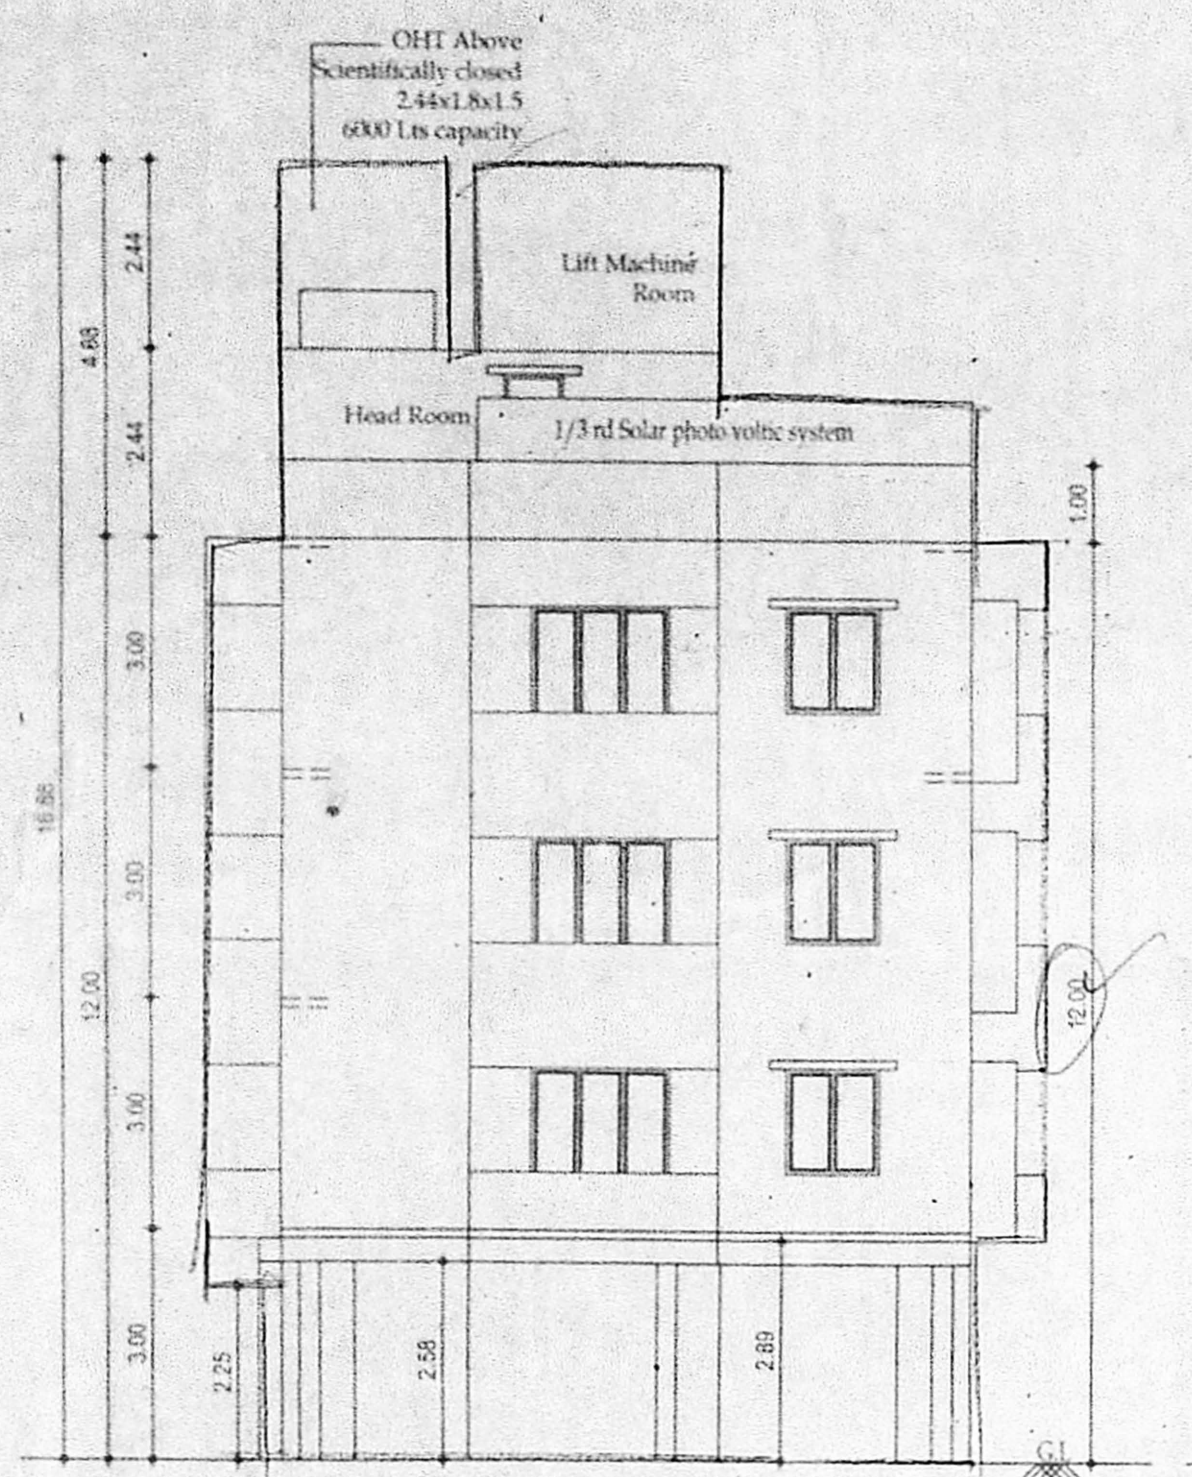 OHT Above
Scientifically closed
2.44x1.8x1.5
6000 Lts capacity
2.44
4.88
Lift Machine
Room
2.44
Head Room
1/3 rd Solar photo voltic system
1.00
3.00
16.88
3.00
12.00
12.00
3.00
3.00
2.25
2.58
2.89